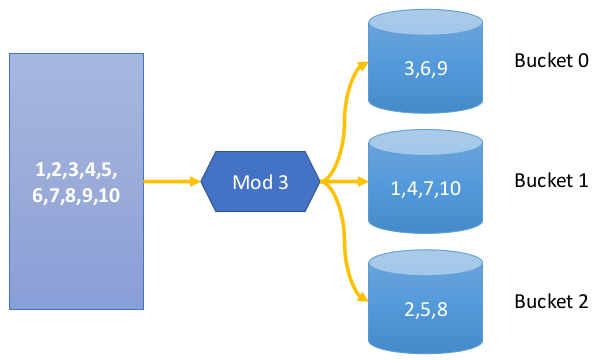 1,2,3,4,5,
6,7,8,9,10
Mod 3
3,6,9
Bucket 0
1,4,7,10
Bucket 1
2,5,8
Bucket 2